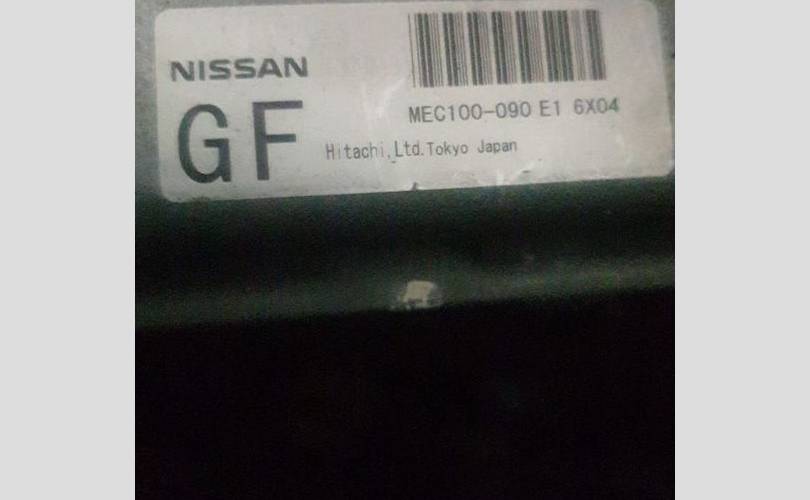 NISSAN
GF
MEC100-090 E1 6X04
Hitachi,Ltd.Tokyo Japan